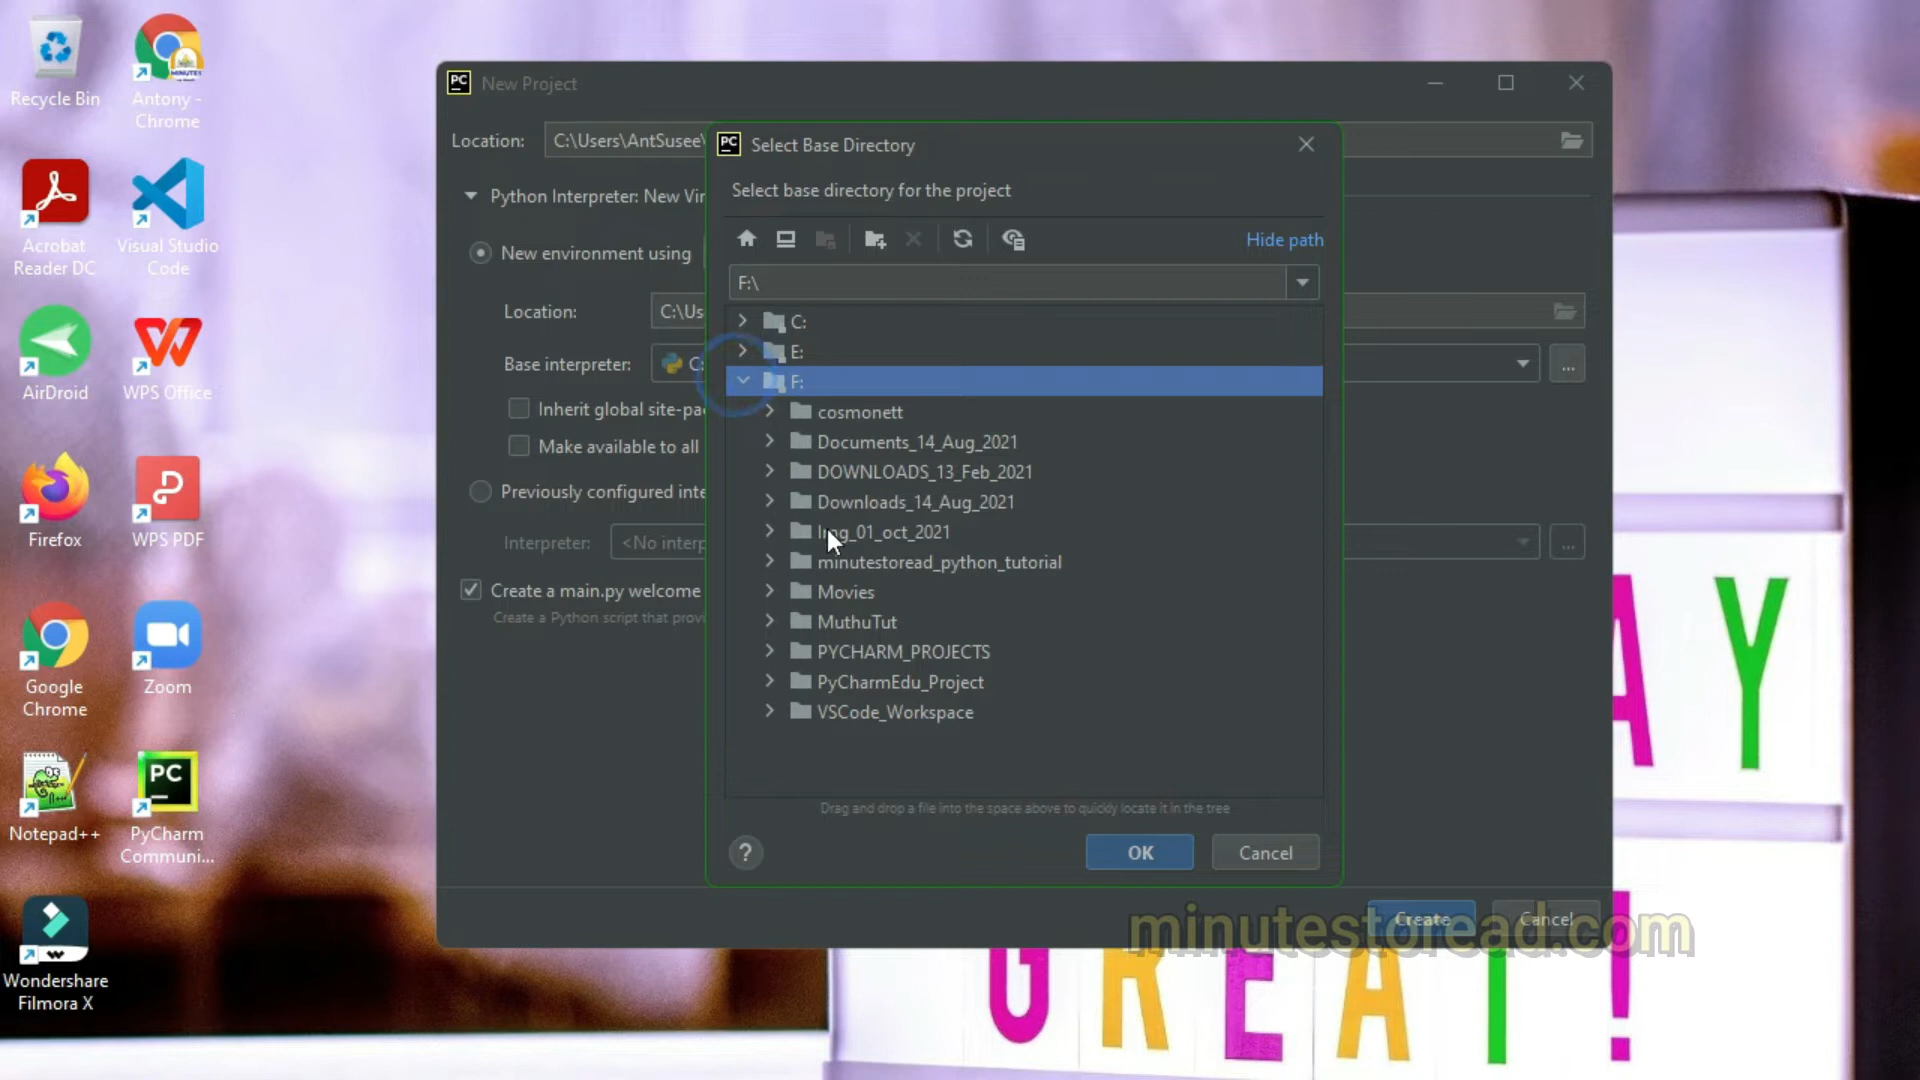 Recycle Bin
Antony -
Chrome
Acrobat
Reader DC
Visual Studio
Code
AirDroid
WPS Office
Firefox
WPS PDF
Google
Chrome
Zoom
Notepad++
PyCharm
Communi...
Wondershare
Filmora X
New Project
Location:
C:\Users\AntSusee\
Python Interpreter: New Vir
New environment using
Location:
C:\Us
Base interpreter:
C:
Inherit global site-pa
Make available to all
Previously configured inte
Interpreter:
<No interp
Create a main.py welcome
Create a Python script that provi
Select Base Directory
Select base directory for the project
Hide path
F:\
C:
E:
F:
cosmonett
Documents_14_Aug_2021
DOWNLOADS_13_Feb_2021
Downloads_14_Aug_2021
Img_01_oct_2021
minutestoread_python_tutorial
Movies
MuthuTut
PYCHARM_PROJECTS
PyCharmEdu_Project
VSCode_Workspace
Drag and drop a file into the space above to quickly locate it in the tree
?
OK
Cancel
Create
Cancel
minutestoread.com
AY
GREAT!